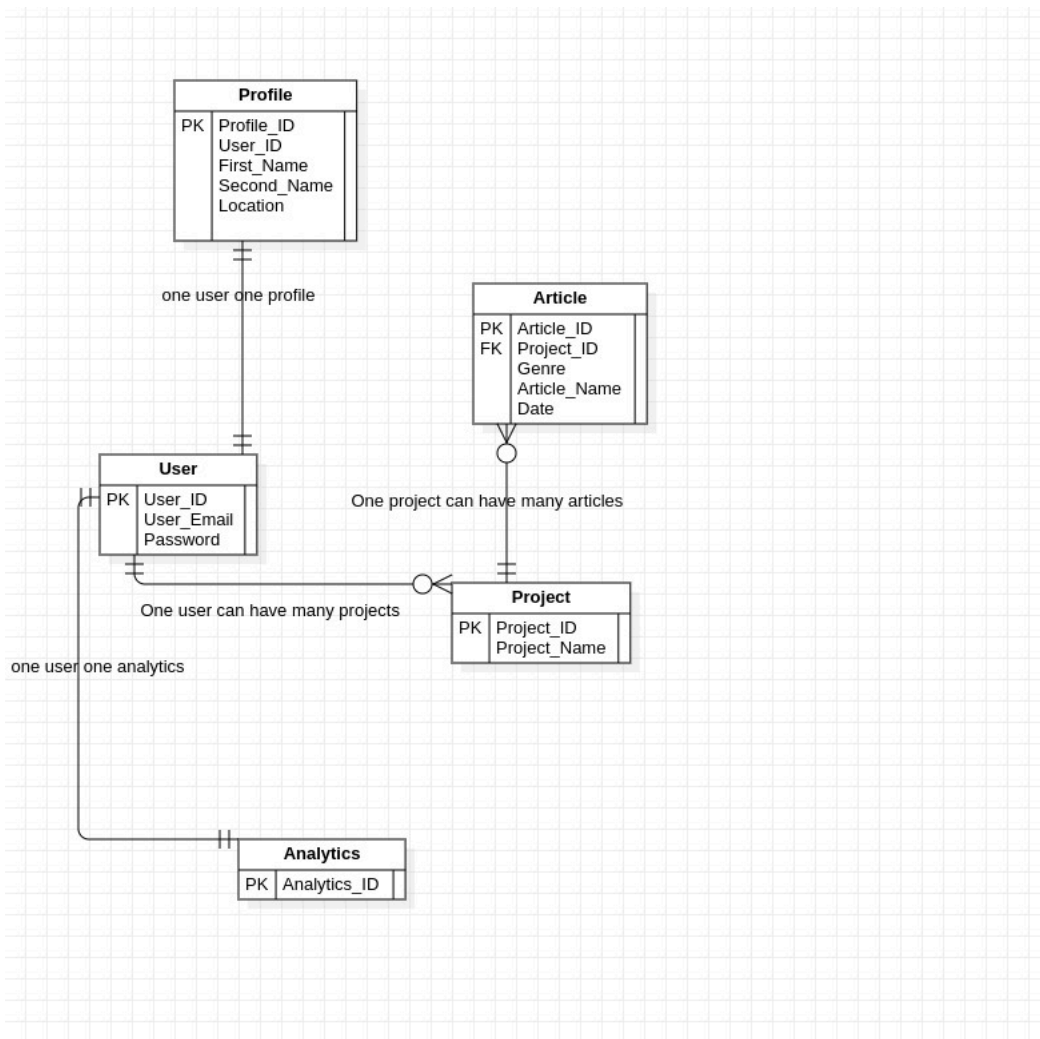 Profile
PK Profile_ID
User_ID
First_Name
Second_Name
Location
one user one profile
Article
PK Article_ID
FK Project_ID
Genre
Article_Name
Date
User
PK User_ID
User_Email
Password
One project can have many articles
One user can have many projects
Project
PK Project_ID
Project_Name
one user one analytics
Analytics
PK Analytics_ID